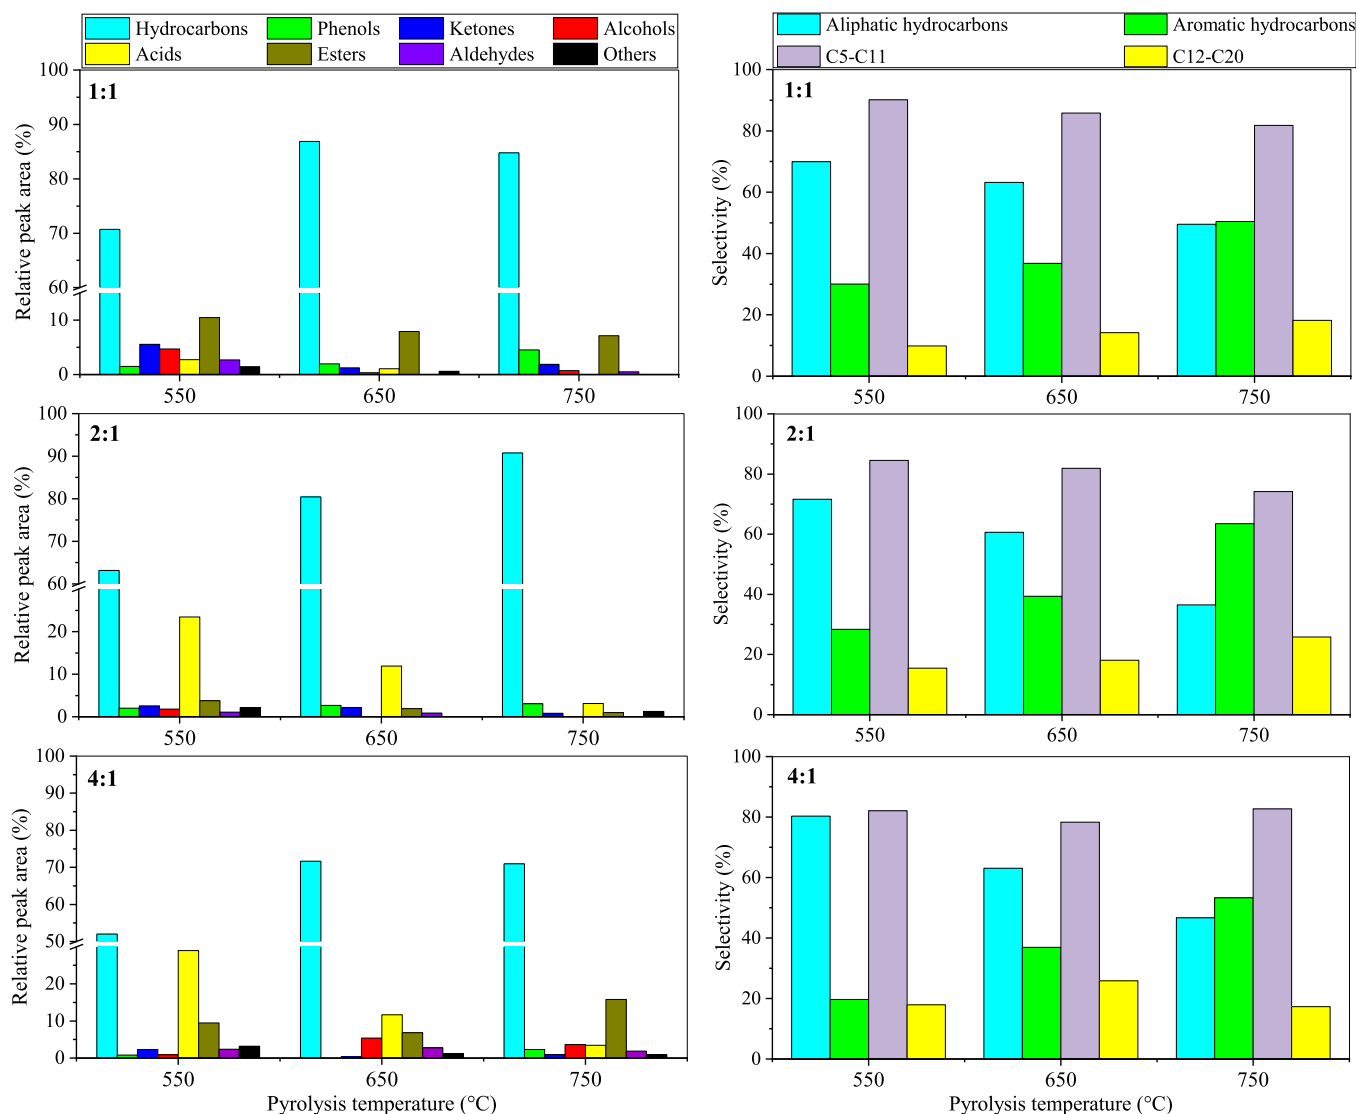 Hydrocarbons Phenols Ketones Alcohols
Acids Esters Aldehydes Others
1:1
Relative peak area (%)
100
90
80
70
60
10
0
550 650 750
Aliphatic hydrocarbons Aromatic hydrocarbons
C5-C11 C12-C20
1:1
Selectivity (%)
100
80
60
40
20
0
550 650 750
2:1
Relative peak area (%)
100
90
80
70
60
20
10
0
550 650 750
2:1
Selectivity (%)
100
80
60
40
20
0
550 650 750
4:1
Relative peak area (%)
100
90
80
70
60
50
20
10
0
550 650 750
Pyrolysis temperature (°C)
4:1
Selectivity (%)
100
80
60
40
20
0
550 650 750
Pyrolysis temperature (°C)